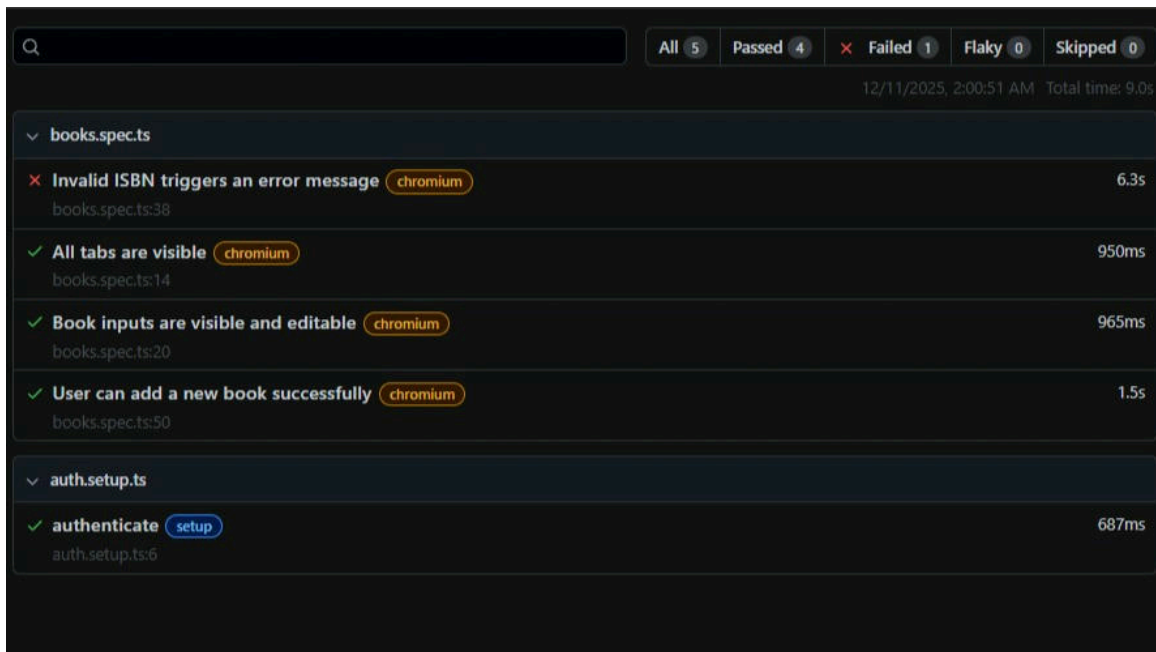 All 5 Passed 4 Failed 1 Flaky 0 Skipped 0
12/11/2025, 2:00:51 AM Total time: 9.0s
books.spec.ts
Invalid ISBN triggers an error message chromium 6.3s
books.spec.ts:38
All tabs are visible chromium 950ms
books.spec.ts:14
Book inputs are visible and editable chromium 965ms
books.spec.ts:20
User can add a new book successfully chromium 1.5s
books.spec.ts:50
auth.setup.ts
authenticate setup 687ms
auth.setup.ts:6